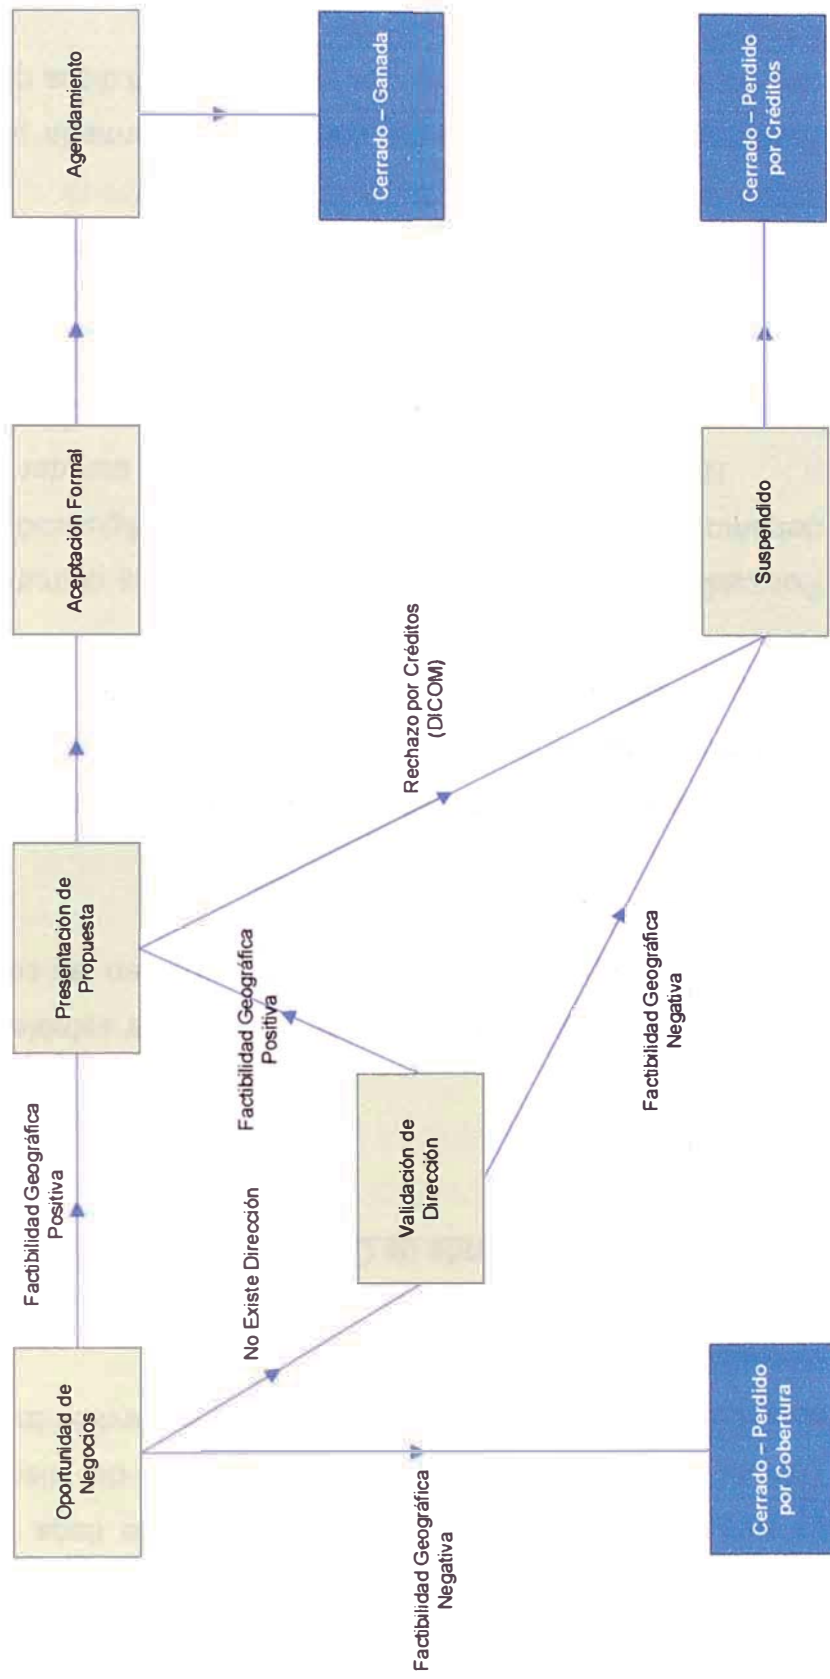 Oportunidad de
Negocios
Factibilidad Geográfica
Positiva
Presentación de
Propuesta
Aceptación Formal
Agendamiento
No Existe Dirección
Factibilidad Geográfica
Positiva
Validación de
Dirección
Rechazo por Créditos
(DICOM)
Cerrado – Ganada
Factibilidad Geográfica
Negativa
Factibilidad Geográfica
Negativa
Cerrado – Perdido
por Cobertura
Suspendido
Cerrado – Perdido
por Créditos